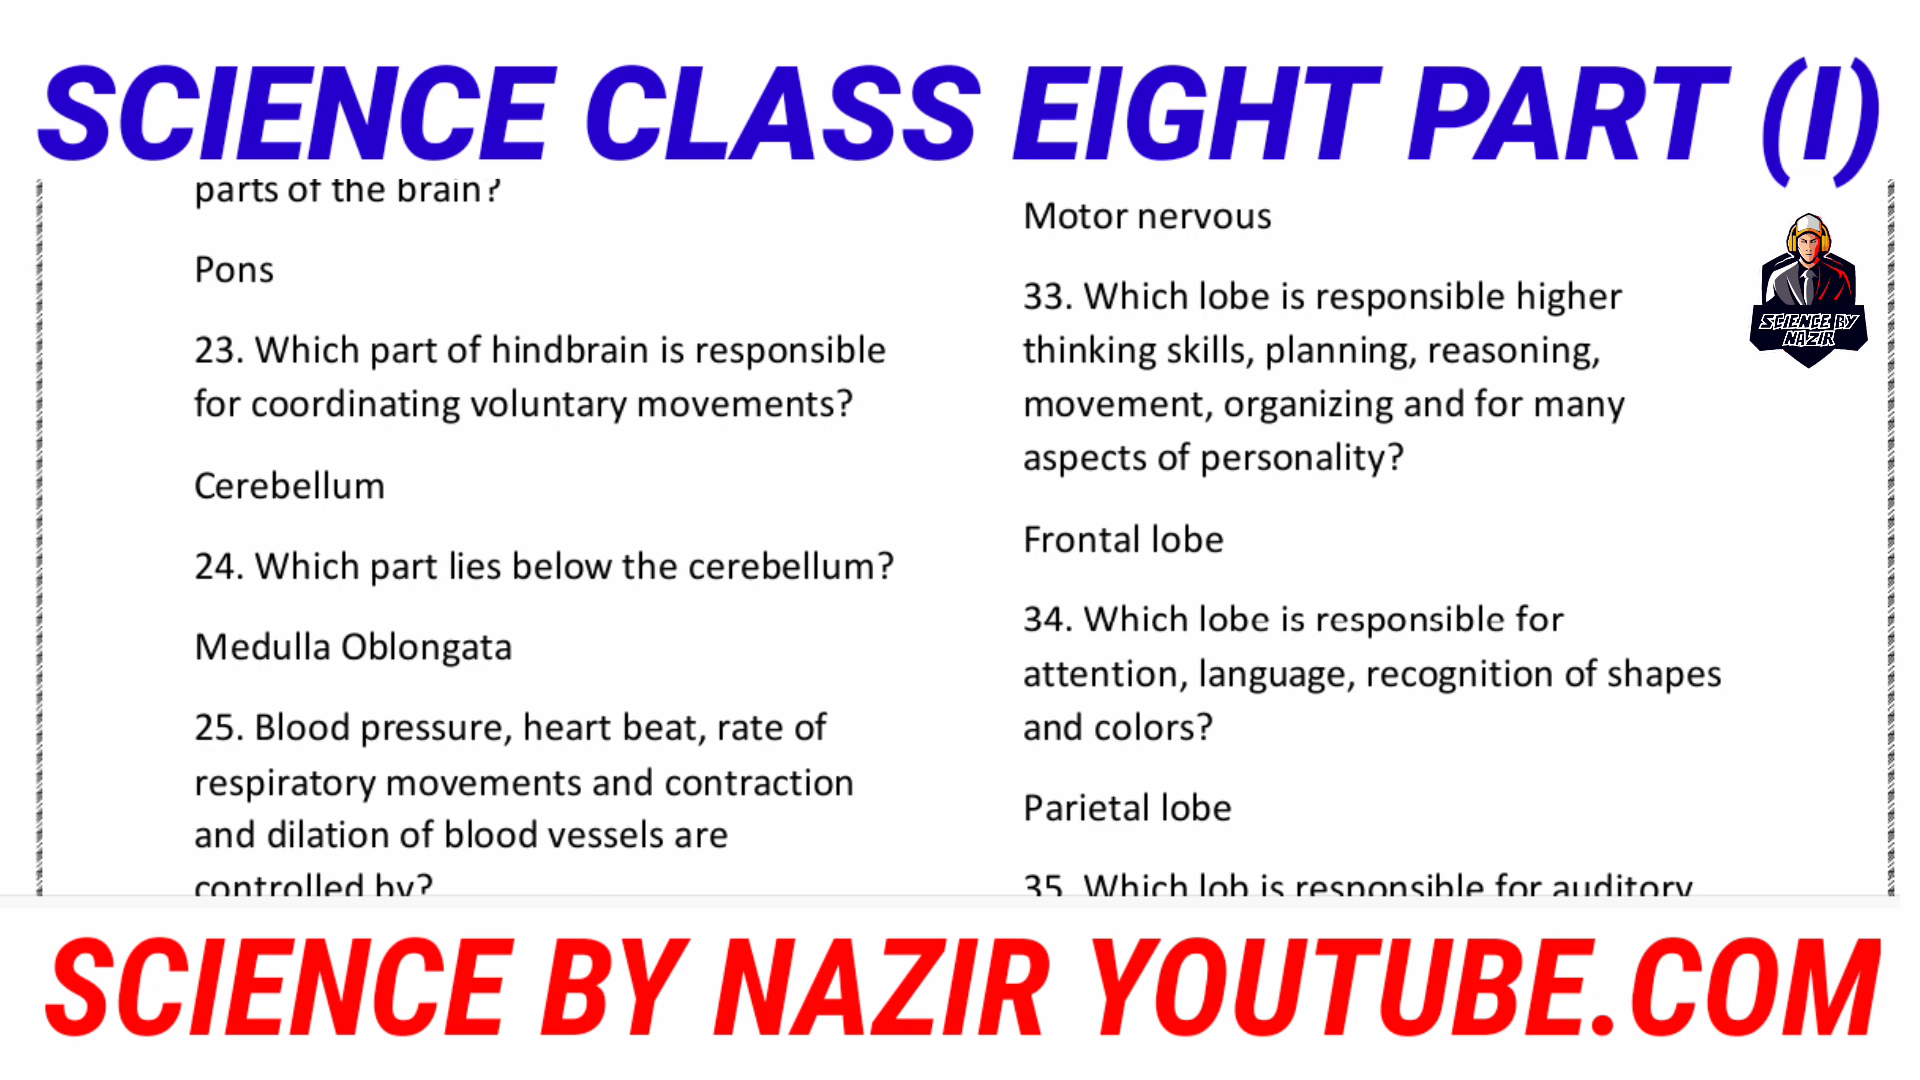 SCIENCE CLASS EIGHT PART (I)
parts of the brain?
Pons
23. Which part of hindbrain is responsible
for coordinating voluntary movements?
Cerebellum
24. Which part lies below the cerebellum?
Medulla Oblongata
25. Blood pressure, heart beat, rate of
respiratory movements and contraction
and dilation of blood vessels are
controlled by?
Motor nervous
33. Which lobe is responsible higher
thinking skills, planning, reasoning,
movement, organizing and for many
aspects of personality?
Frontal lobe
34. Which lobe is responsible for
attention, language, recognition of shapes
and colors?
Parietal lobe
35. Which lob is responsible for auditory
SCIENCE BY
NAZIR
SCIENCE BY NAZIR YOUTUBE.COM